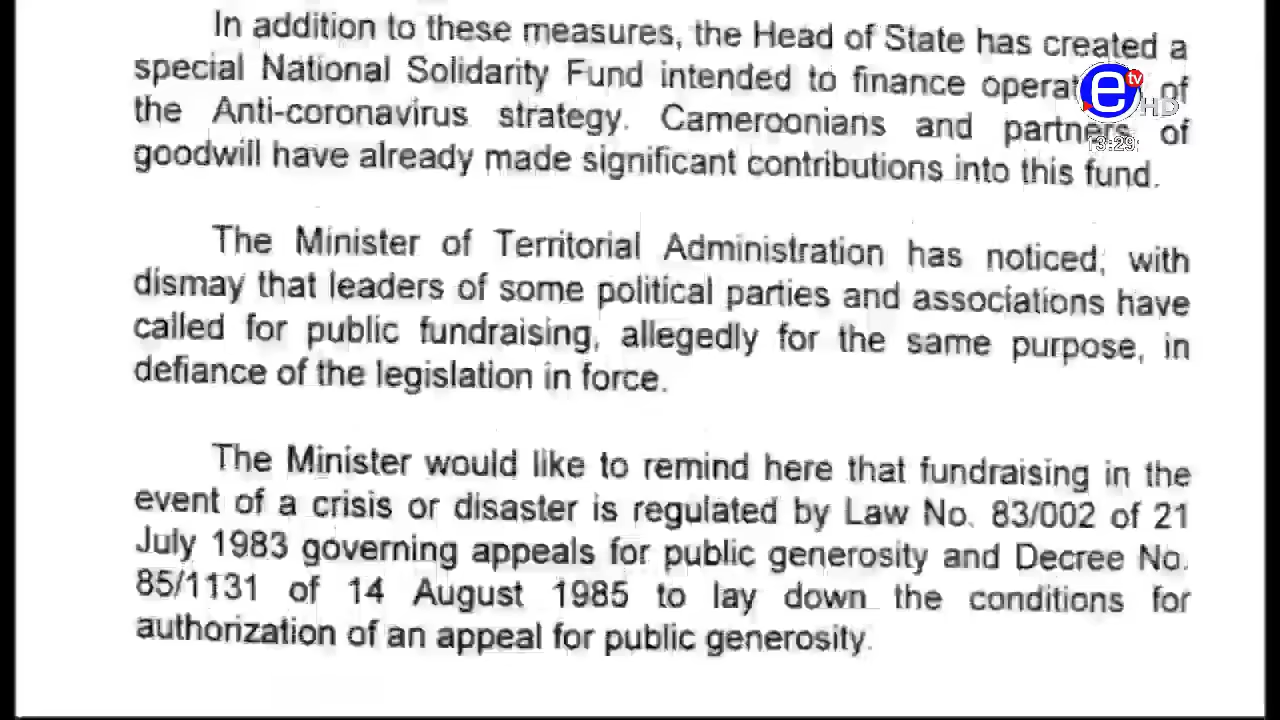 In addition to these measures, the Head of State has created a
special National Solidarity Fund intended to finance of
the Anti-coronavirus strategy. Cameroonians and partners of
goodwill have already made significant contributions into this fund.
The Minister of Territorial Administration has noticed, with
dismay that leaders of some political parties and associations have
called for public fundraising, allegedly for the same purpose, in
defiance of the legislation in force.
The Minister would like to remind here that fundraising in the
event of a crisis or disaster is regulated by Law No. 83/002 of 21
July 1983 governing appeals for public generosity and Decree No.
85/1131 of 14 August 1985 to lay down the conditions for
authorization of an appeal for public generosity.
e tv HD
13:29